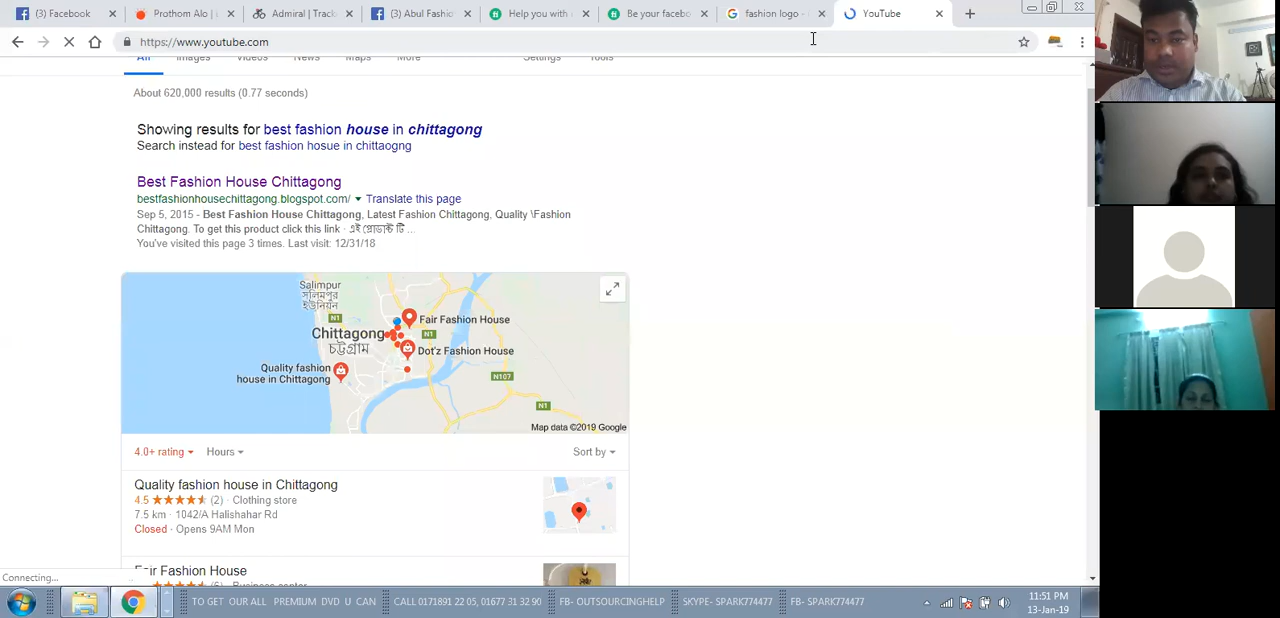 (3) Facebook
Prothom Alo | L
Admiral | Track
(3) Abul Fashio
Help you with
Be your facebo
fashion logo -
YouTube
https://www.youtube.com
All Images Videos News Maps More Settings Tools
About 620,000 results (0.77 seconds)
Showing results for best fashion house in chittagong
Search instead for best fashion hosue in chittaogng
Best Fashion House Chittagong
bestfashionhousechittagong.blogspot.com/ ▾ Translate this page
Sep 5, 2015 - Best Fashion House Chittagong, Latest Fashion Chittagong, Quality \Fashion
Chittagong. To get this product click this link · এই প্রোডাক্ট টি ...
You've visited this page 3 times. Last visit: 12/31/18
Salimpur
সলিমপুর
ইউনিয়ন
N1
Fair Fashion House
Chittagong
N1
চট্টগ্রাম
Dot'z Fashion House
Quality fashion
house in Chittagong
N107
N1
Map data ©2019 Google
4.0+ rating ▾ Hours ▾ Sort by ▾
Quality fashion house in Chittagong
4.5 (2) · Clothing store
7.5 km · 1042/A Halishahar Rd
Closed · Opens 9AM Mon
Fair Fashion House
Business center
Connecting...
TO GET OUR ALL PREMIUM DVD U CAN
CALL 0171891 22 05, 01677 31 32 90
FB- OUTSOURCINGHELP
SKYPE- SPARK774477
FB- SPARK774477
11:51 PM
13-Jan-19